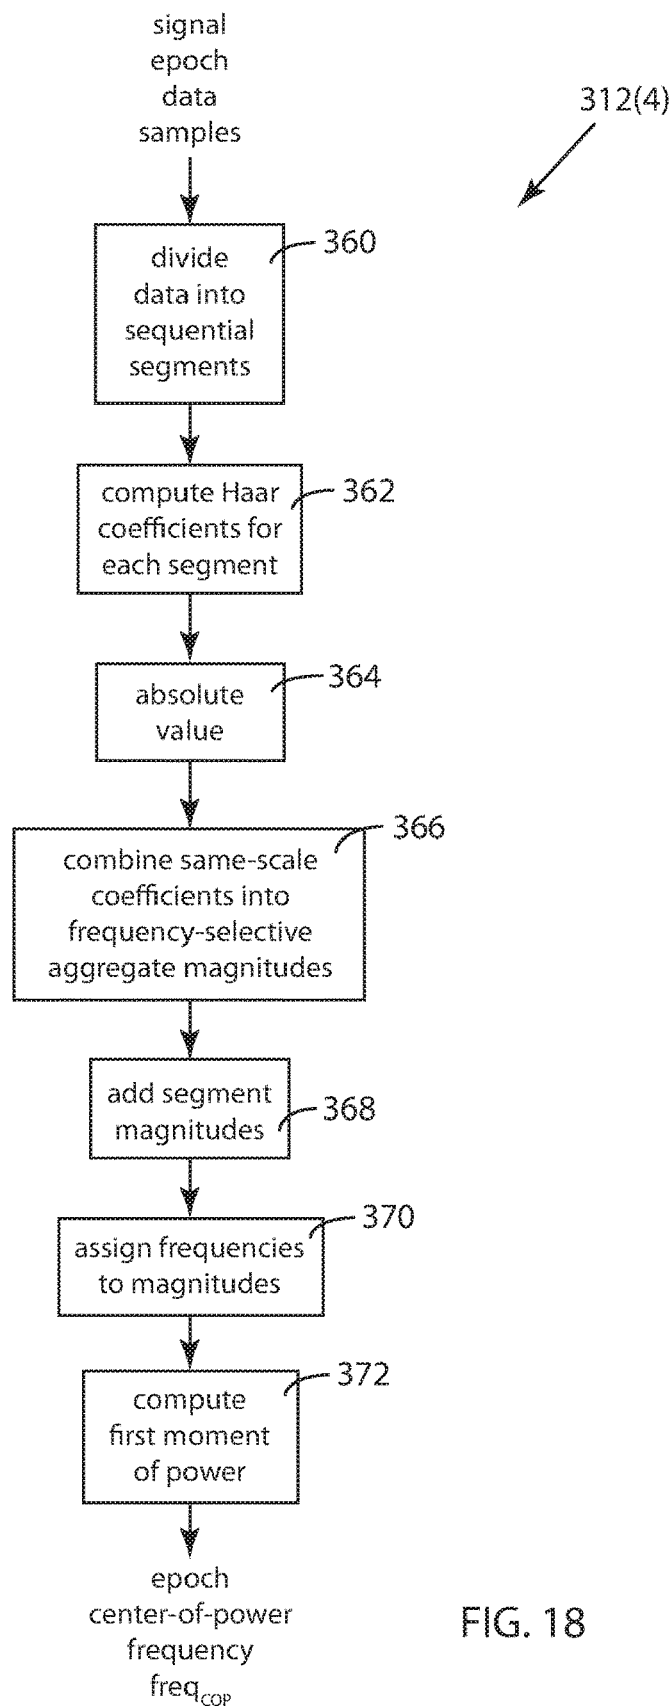 signal
epoch
data
samples
312(4)
360
divide
data into
sequential
segments
362
compute Haar
coefficients for
each segment
364
absolute
value
366
combine same-scale
coefficients into
frequency-selective
aggregate magnitudes
add segment
magnitudes
368
370
assign frequencies
to magnitudes
372
compute
first moment
of power
epoch
center-of-power
frequency
freqCOP
FIG. 18